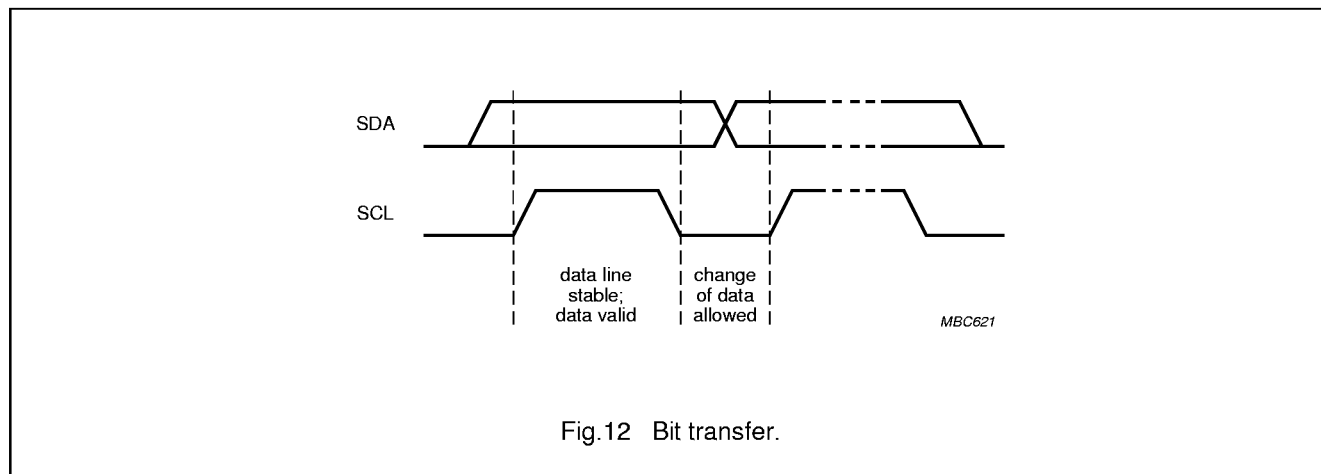 SDA
SCL
data line
stable;
data valid
change
of data
allowed
MBC621
Fig.12 Bit transfer.